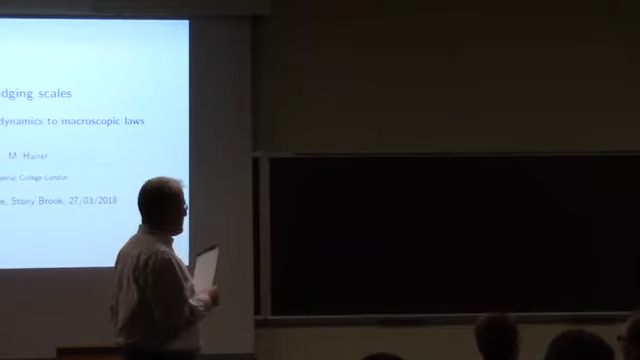 dging scales
dynamics to macroscopic laws
M. Hairer
perial College London
s, Stony Brook, 27/03/2018